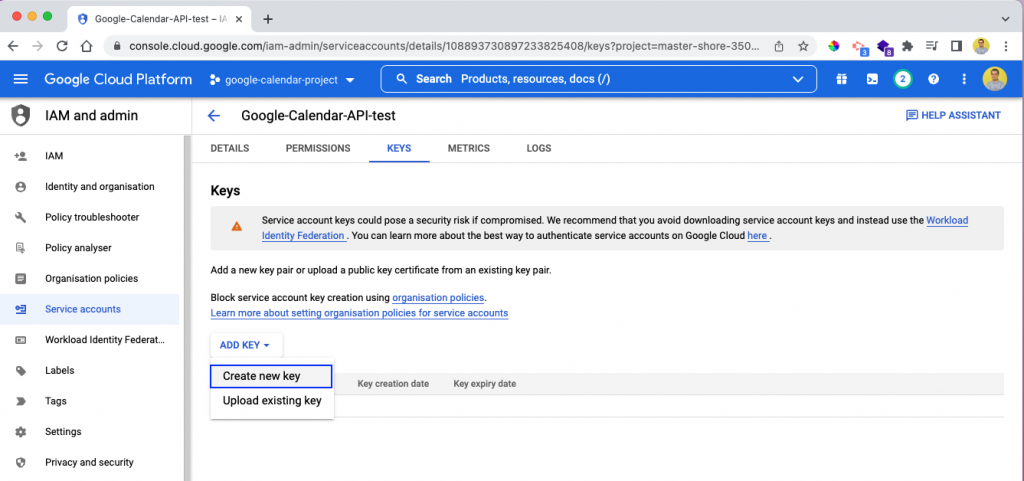 Google-Calendar-API-test – IA
console.cloud.google.com/iam-admin/serviceaccounts/details/108893730897233825408/keys?project=master-shore-350...
3
8
Google Cloud Platform
google-calendar-project
Search Products, resources, docs (/)
2
IAM and admin
Google-Calendar-API-test
HELP ASSISTANT
DETAILS
PERMISSIONS
KEYS
METRICS
LOGS
IAM
Identity and organisation
Policy troubleshooter
Policy analyser
Organisation policies
Service accounts
Workload Identity Federat...
Labels
Tags
Settings
Privacy and security
Keys
Service account keys could pose a security risk if compromised. We recommend that you avoid downloading service account keys and instead use the Workload
Identity Federation . You can learn more about the best way to authenticate service accounts on Google Cloud here .
Add a new key pair or upload a public key certificate from an existing key pair.
Block service account key creation using organisation policies.
Learn more about setting organisation policies for service accounts
ADD KEY
Create new key
Upload existing key
Key creation date
Key expiry date